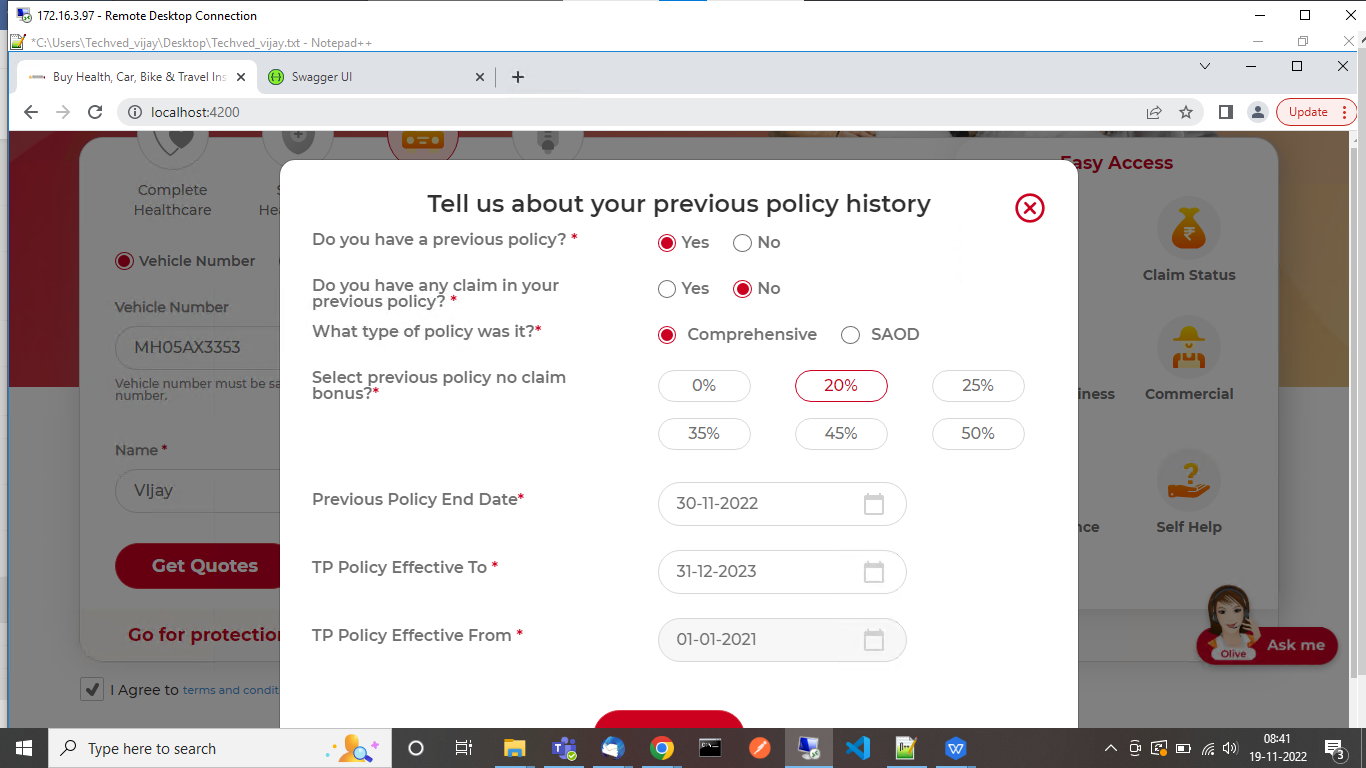 172.16.3.97 - Remote Desktop Connection
*C:\Users\Techved_vijay\Desktop\Techved_vijay.txt - Notepad++
Buy Health, Car, Bike & Travel Ins
Swagger UI
localhost:4200
Update
Easy Access
Complete
Healthcare
Tell us about your previous policy history
Do you have a previous policy? *
Yes
No
Vehicle Number
Claim Status
Do you have any claim in your
previous policy? *
Yes
No
Vehicle Number
What type of policy was it?*
Comprehensive
SAOD
MH05AX3353
Vehicle number must be
number.
Select previous policy no claim
bonus?*
0%
20%
25%
35%
45%
50%
Commercial
Name *
VIjay
Previous Policy End Date*
30-11-2022
Self Help
Get Quotes
TP Policy Effective To *
31-12-2023
Go for protection
TP Policy Effective From *
01-01-2021
Olive
Ask me
I Agree to terms and condit
Type here to search
08:41
19-11-2022
3